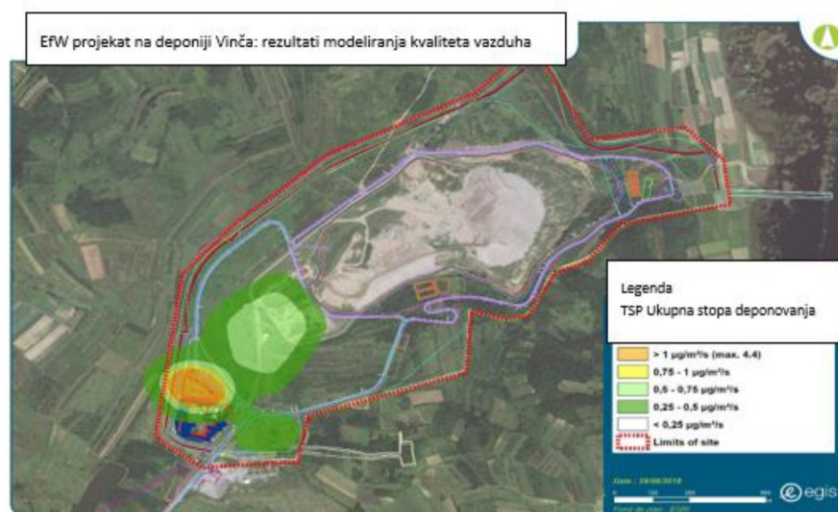 EfW projekat na deponiji Vinča: rezultati modeliranja kvaliteta vazduha
Legenda
TSP Ukupna stopa deponovanja
> 1 µg/m²/s (max. 4.4)
0,75 - 1 µg/m²/s
0,5 - 0,75 µg/m²/s
0,25 - 0,5 µg/m²/s
< 0,25 µg/m²/s
Limits of site
egis